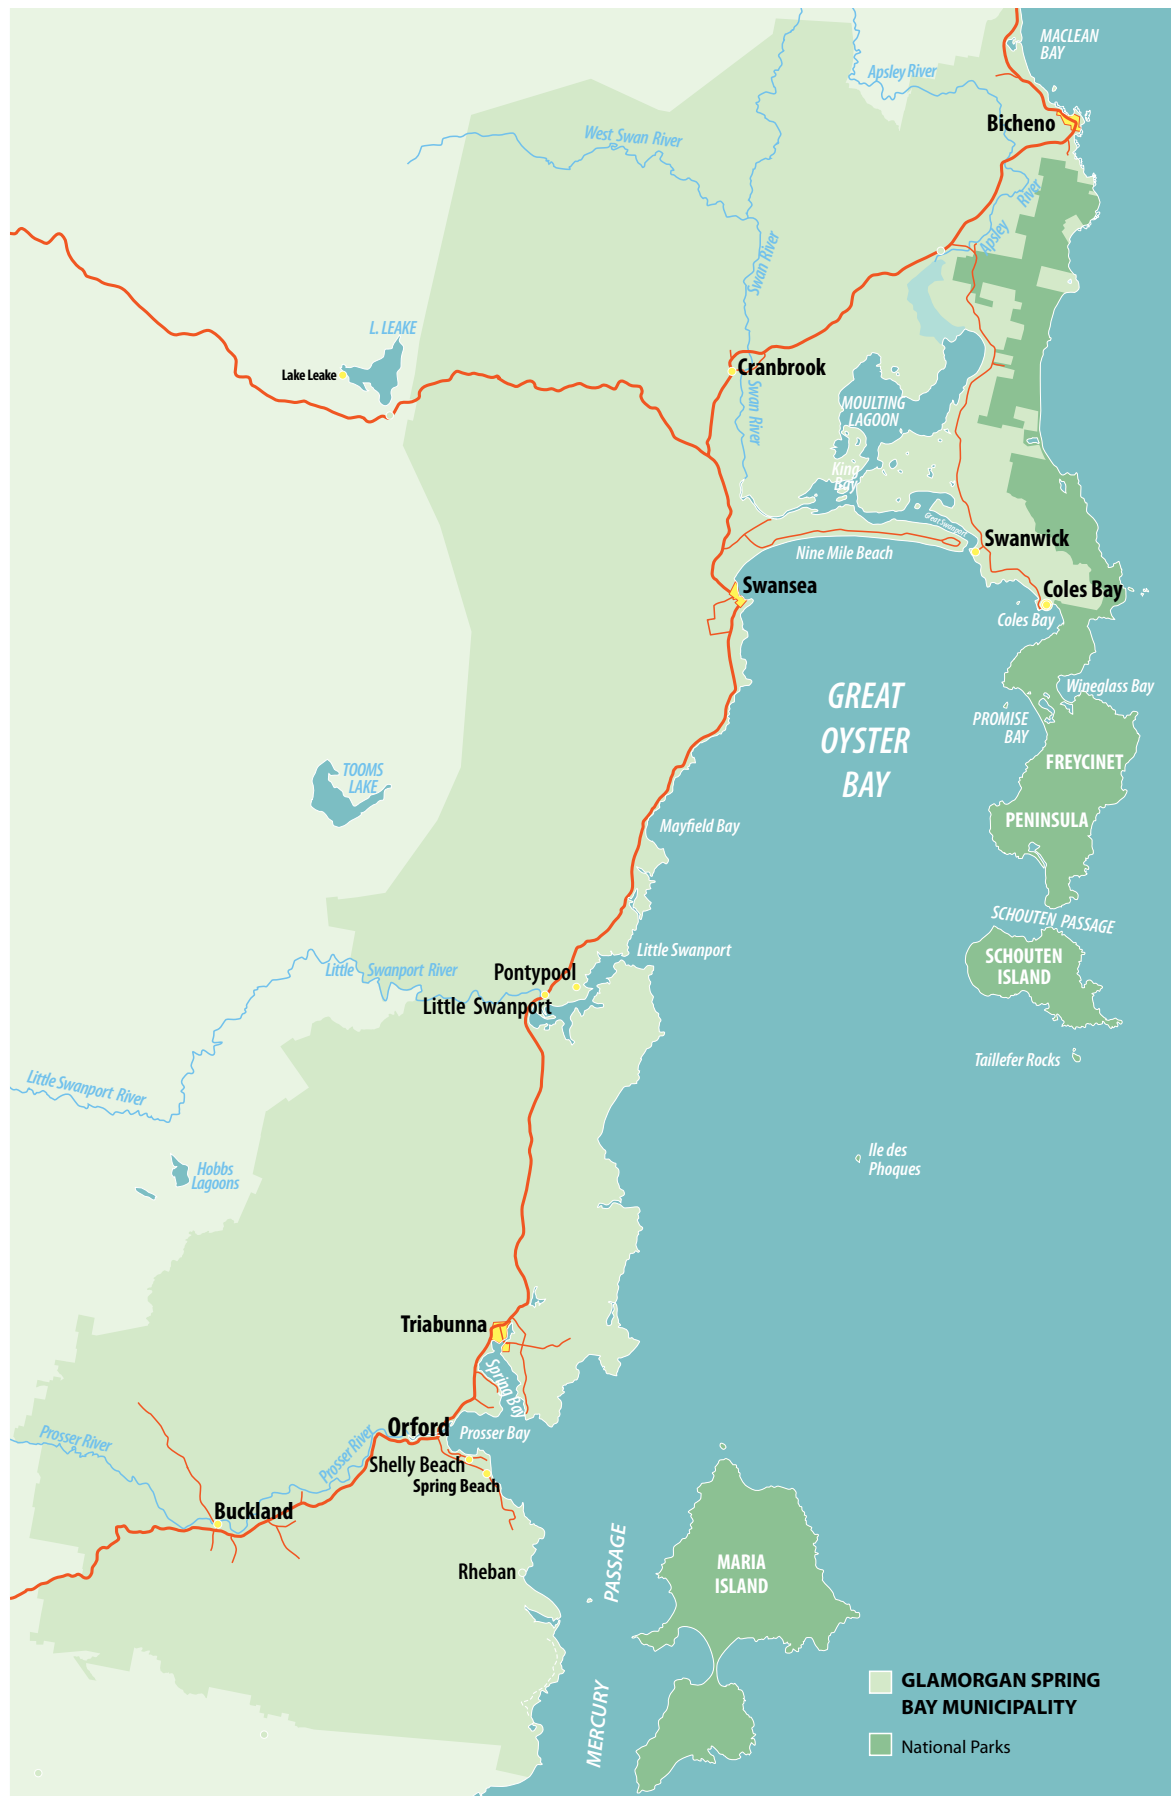 MACLEAN
BAY
Apsley River
Bicheno
West Swan River
River
Apsley
Swan River
L. LEAKE
Lake Leake
Cranbrook
Swan River
MOULTING
LAGOON
King
Bay
Great Swanport
Swanwick
Nine Mile Beach
Swansea
Coles Bay
Coles Bay
GREAT
OYSTER
BAY
Wineglass Bay
PROMISE
BAY
FREYCINET
PENINSULA
TOOMS
LAKE
Mayfield Bay
SCHOUTEN PASSAGE
Little Swanport
SCHOUTEN
ISLAND
Little Swanport River
Pontypool
Little Swanport
Taillefer Rocks
Little Swanport River
Ile des
Phoques
Hobbs
Lagoons
Triabunna
Spring Bay
Orford
Prosser Bay
Prosser River
Prosser River
Shelly Beach
Spring Beach
Buckland
Rheban
MERCURY PASSAGE
MARIA
ISLAND
GLAMORGAN SPRING
BAY MUNICIPALITY
National Parks